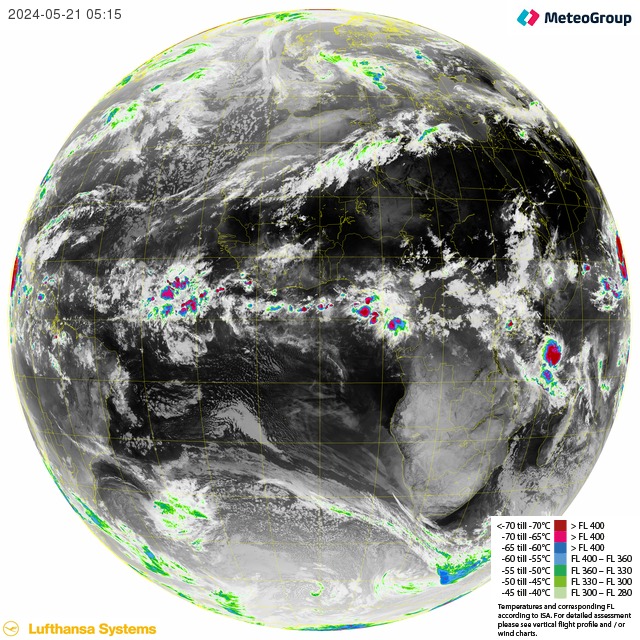 2024-05-21 05:15
MeteoGroup
<-70 till -70°C > FL 400
-70 till -65°C > FL 400
-65 till -60°C > FL 400
-60 till -55°C FL 400 – FL 360
-55 till -50°C FL 360 – FL 330
-50 till -45°C FL 330 – FL 300
-45 till -40°C FL 300 – FL 280
Temperatures and corresponding FL
according to ISA. For detailed assessment
please see vertical flight profile and / or
wind charts.
Lufthansa Systems